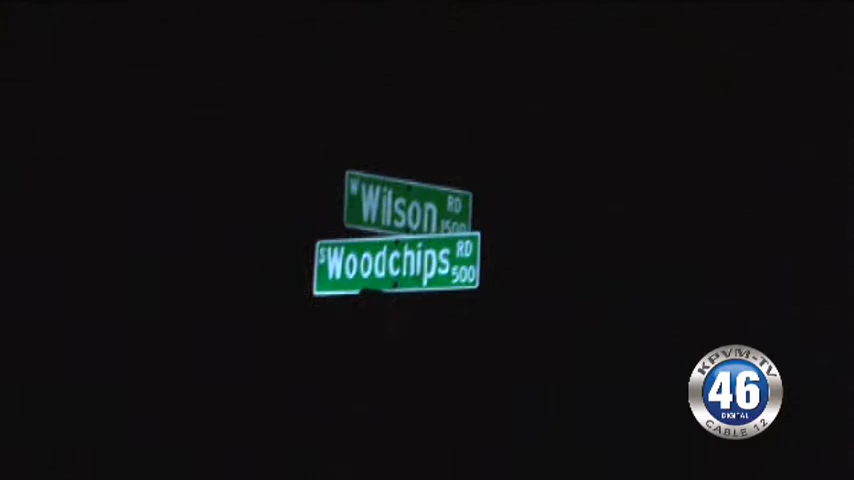 W Wilson RD
1500
S Woodchips RD
500
KPVM-TV
46
DIGITAL
CABLE 12